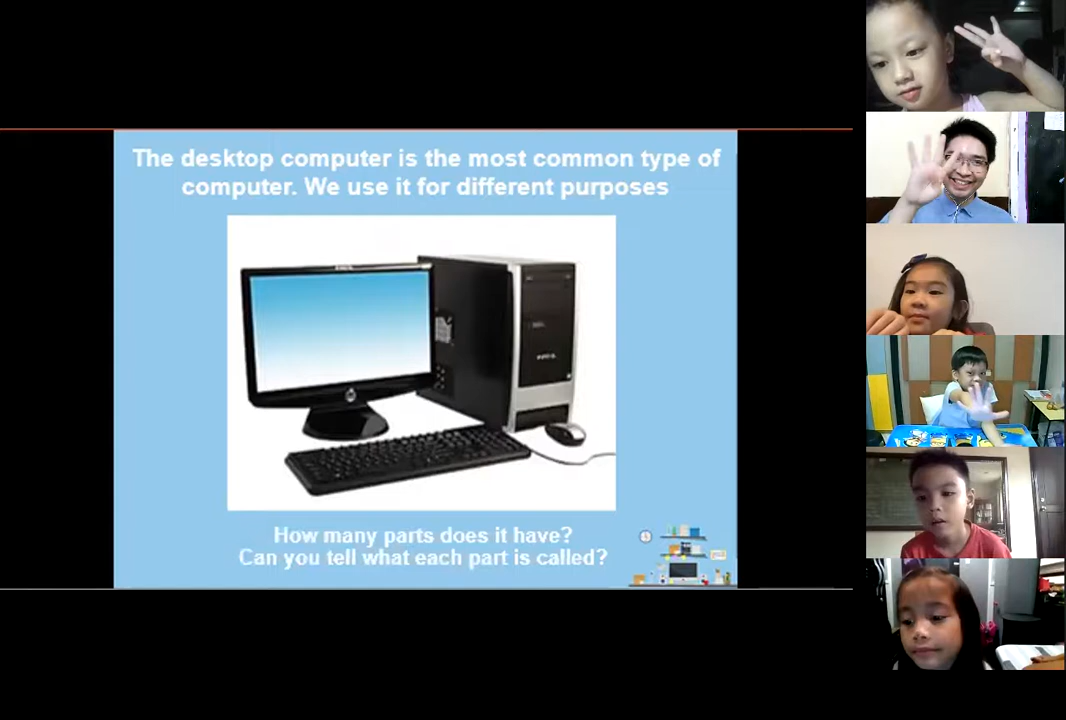 The desktop computer is the most common type of
computer. We use it for different purposes
How many parts does it have?
Can you tell what each part is called?